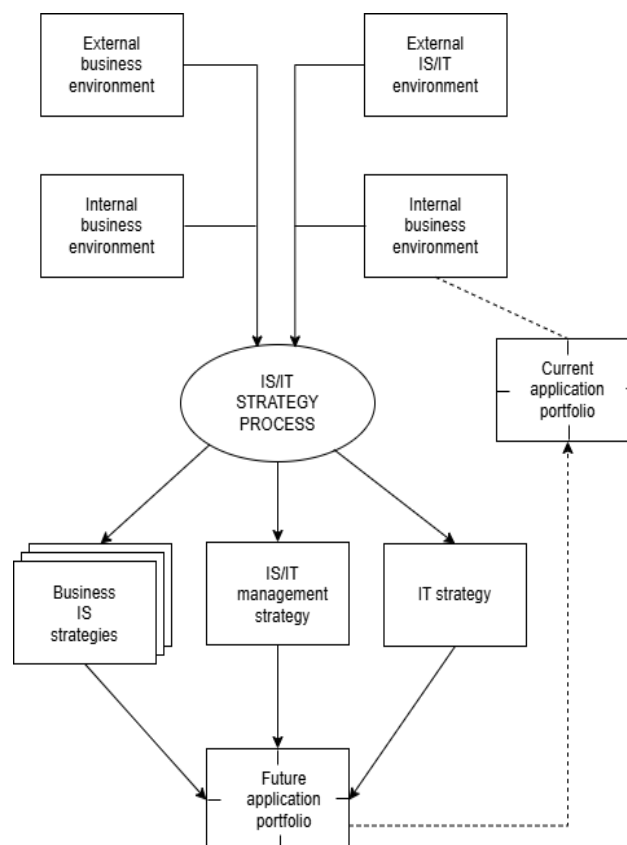 External
business
environment
External
IS/IT
environment
Internal
business
environment
Internal
business
environment
Current
application
portfolio
IS/IT
STRATEGY
PROCESS
Business
IS
strategies
IS/IT
management
strategy
IT strategy
Future
application
portfolio